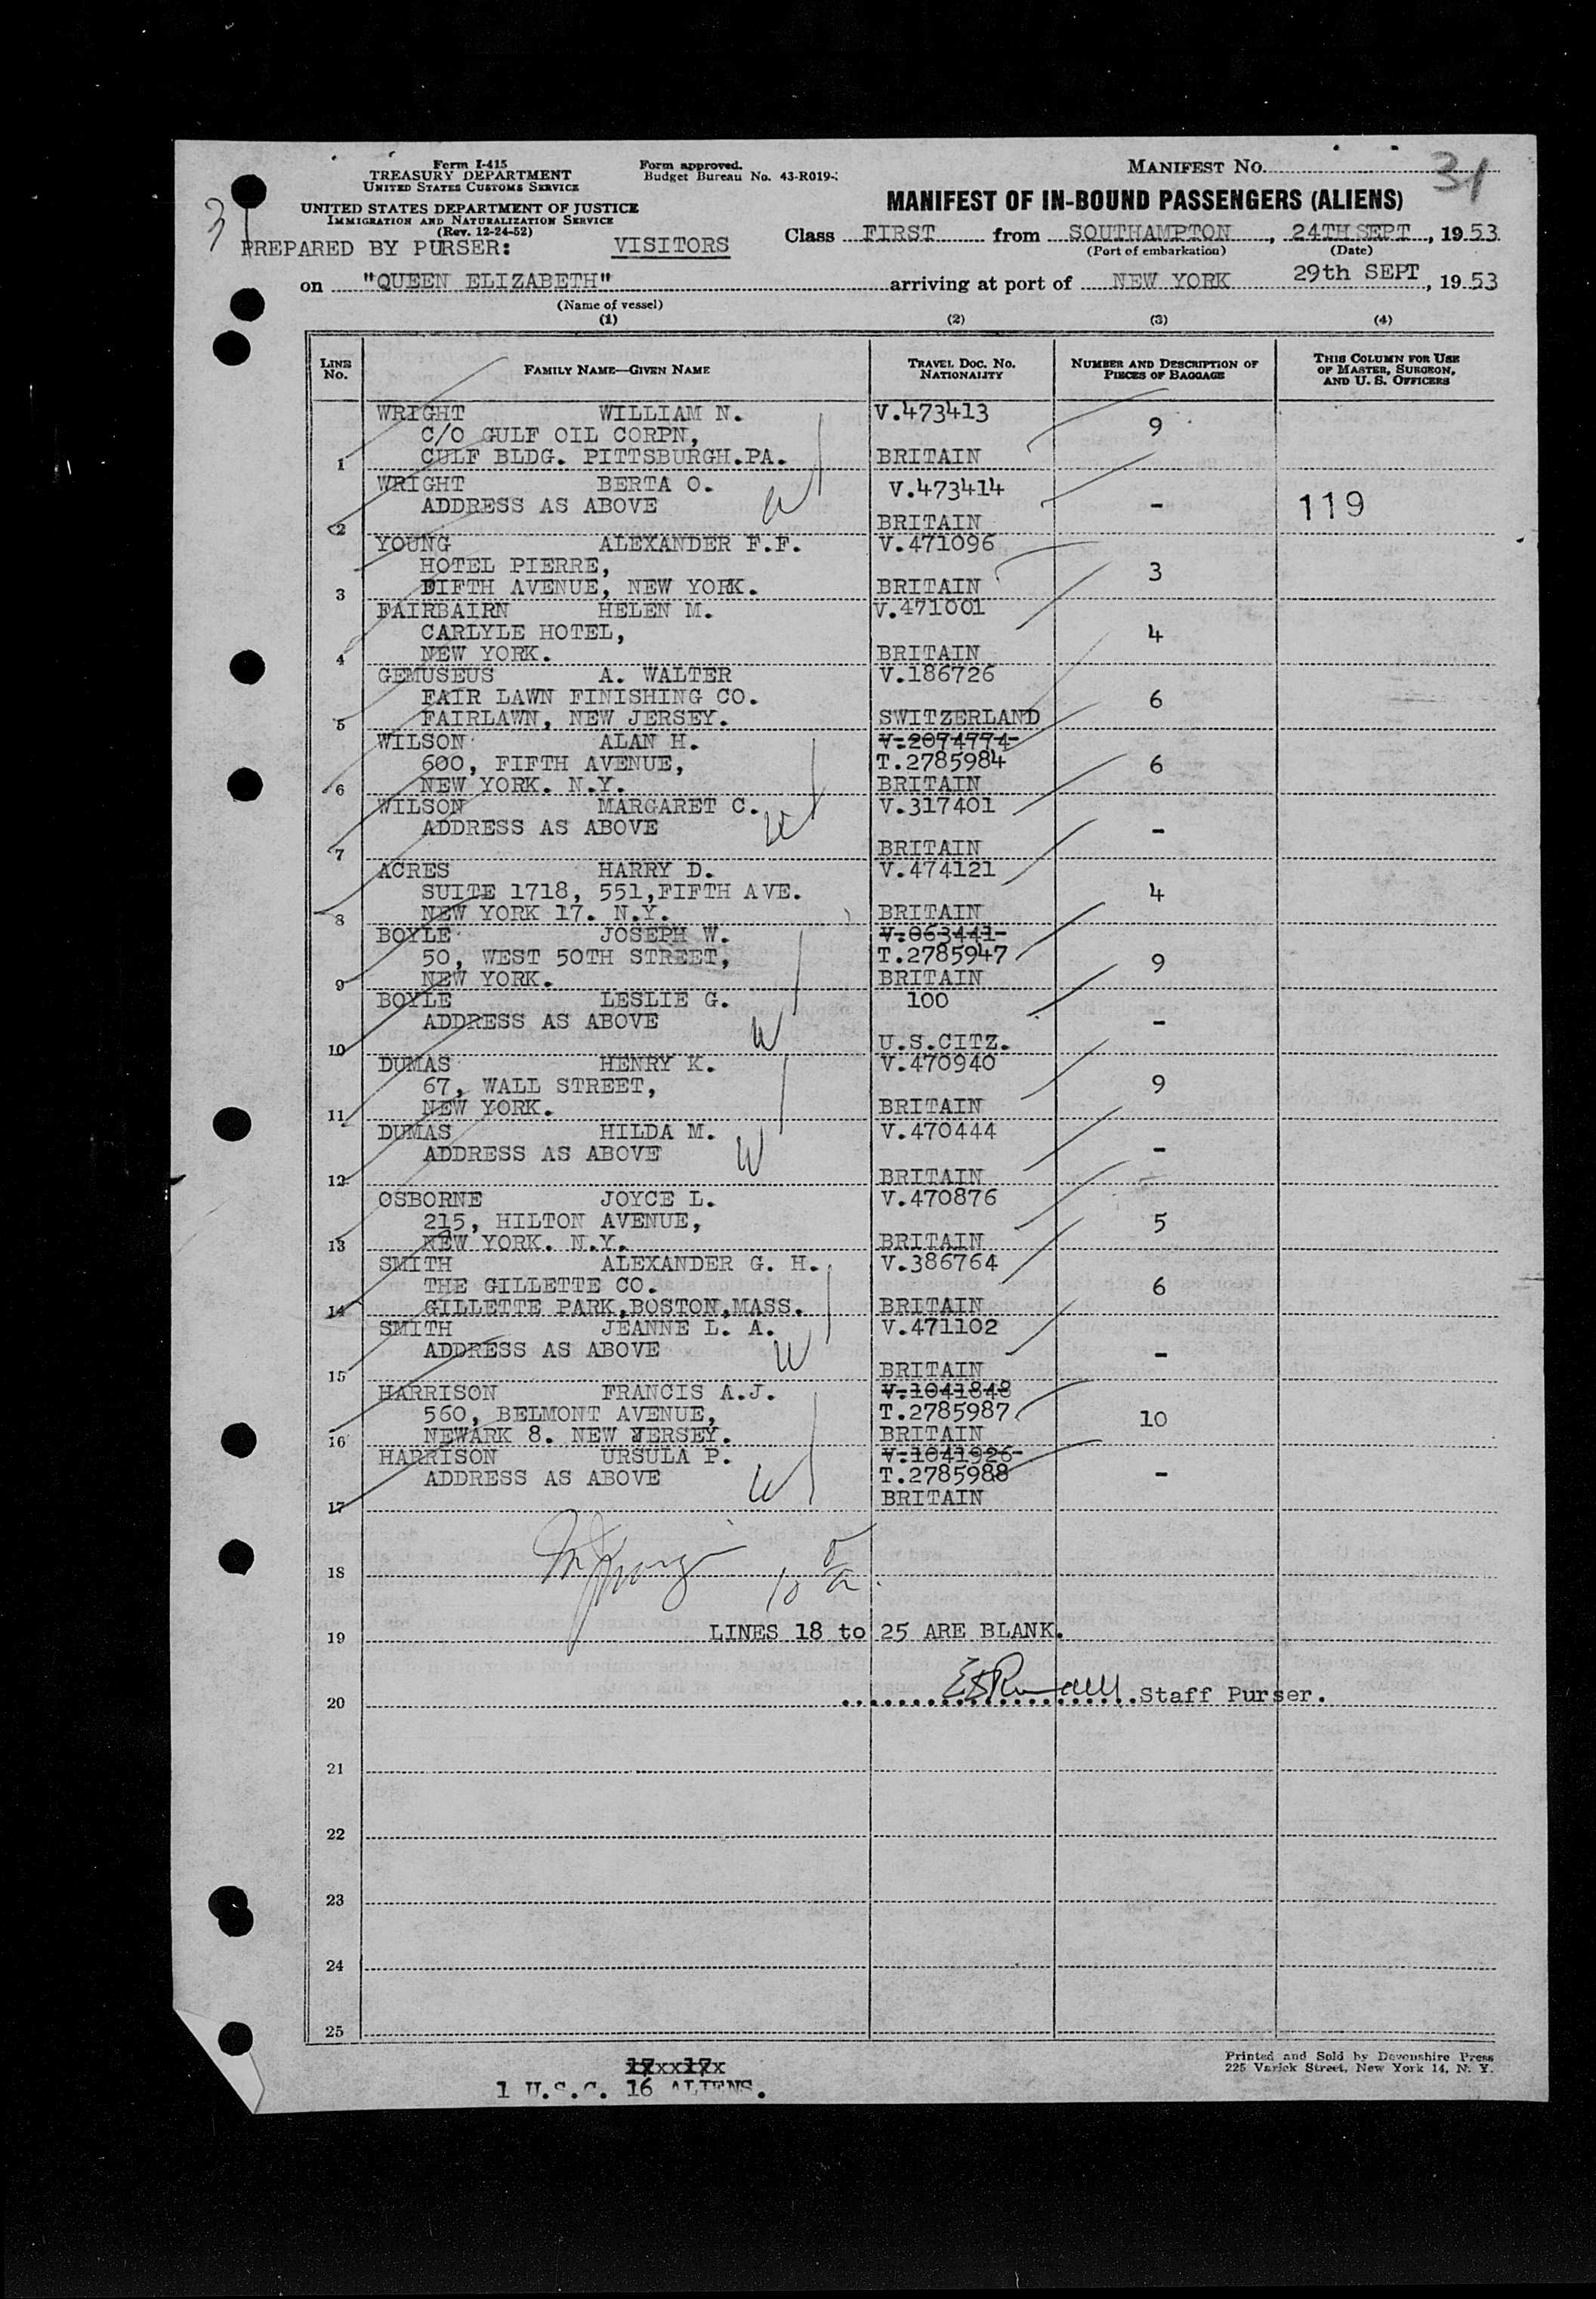 Form I-415
TREASURY DEPARTMENT
UNITED STATES CUSTOMS SERVICE
Form approved.
Budget Bureau No. 43-R019-
MANIFEST NO. 31
31
UNITED STATES DEPARTMENT OF JUSTICE
IMMIGRATION AND NATURALIZATION SERVICE
(Rev. 12-24-52)
MANIFEST OF IN-BOUND PASSENGERS (ALIENS)
PREPARED BY PURSER: VISITORS
Class FIRST from SOUTHAMPTON, 24TH SEPT, 1953
(Port of embarkation) (Date)
on "QUEEN ELIZABETH" arriving at port of NEW YORK 29th SEPT, 1953
(Name of vessel)
(1) (2) (3) (4)
LINE NO. FAMILY NAME—GIVEN NAME TRAVEL DOC. NO. NATIONALITY NUMBER AND DESCRIPTION OF PIECES OF BAGGAGE THIS COLUMN FOR USE OF MASTER, SURGEON, AND U. S. OFFICERS
WRIGHT WILLIAM N. V.473413
C/O GULF OIL CORPN, 9
1 GULF BLDG. PITTSBURGH.PA. BRITAIN
WRIGHT BERTA O. V.473414
ADDRESS AS ABOVE W - 119
2 BRITAIN
YOUNG ALEXANDER F.F. V.471096
HOTEL PIERRE, 3
3 FIFTH AVENUE, NEW YORK. BRITAIN
FAIRBAIRN HELEN M. V.471001
CARLYLE HOTEL, 4
4 NEW YORK. BRITAIN
GEMUSEUS A. WALTER V.186726
FAIR LAWN FINISHING CO. 6
5 FAIRLAWN, NEW JERSEY. SWITZERLAND
WILSON ALAN H. V.2074774
600, FIFTH AVENUE, T.2785984 6
6 NEW YORK. N.Y. BRITAIN
WILSON MARGARET C. V.317401
ADDRESS AS ABOVE W -
7 BRITAIN
ACRES HARRY D. V.474121
SUITE 1718, 551,FIFTH AVE. 4
8 NEW YORK 17. N.Y. BRITAIN
BOYLE JOSEPH W. V.063441
50, WEST 50TH STREET, T.2785947 9
9 NEW YORK. BRITAIN
BOYLE LESLIE G. 100
ADDRESS AS ABOVE W -
10 U.S.CITZ.
DUMAS HENRY K. V.470940
67, WALL STREET, 9
11 NEW YORK. BRITAIN
DUMAS HILDA M. V.470444
ADDRESS AS ABOVE W -
12 BRITAIN
OSBORNE JOYCE L. V.470876
215, HILTON AVENUE, 5
13 NEW YORK. N.Y. BRITAIN
SMITH ALEXANDER G. H. V.386764
THE GILLETTE CO. 6
14 GILLETTE PARK,BOSTON,MASS. BRITAIN
SMITH JEANNE L. A. V.471102
ADDRESS AS ABOVE W -
15 BRITAIN
HARRISON FRANCIS A.J. V.1041848
560, BELMONT AVENUE, T.2785987 10
16 NEWARK 8. NEW JERSEY. BRITAIN
HARRISON URSULA P. V.1041926
ADDRESS AS ABOVE W T.2785988 -
17 BRITAIN
18
19 LINES 18 to 25 ARE BLANK.
20 Staff Purser.
21
22
23
24
25
Printed and Sold by Devonshire Press
225 Varick Street, New York 14, N. Y.
17xx17x
1 U.S.C. 16 ALIENS.